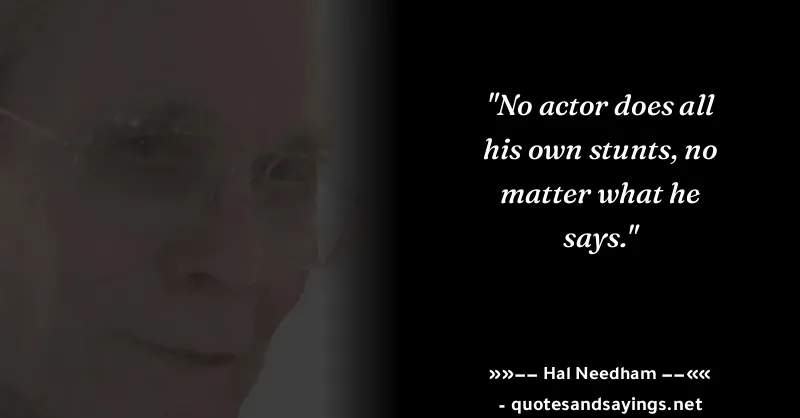 "No actor does all
his own stunts, no
matter what he
says."
»»–– Hal Needham ––««
- quotesandsayings.net